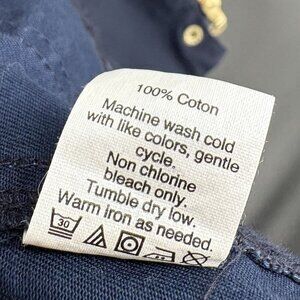 100% Coton
Machine wash cold
with like colors, gentle
cycle.
Non chlorine
bleach only.
Tumble dry low.
Warm iron as needed.
30